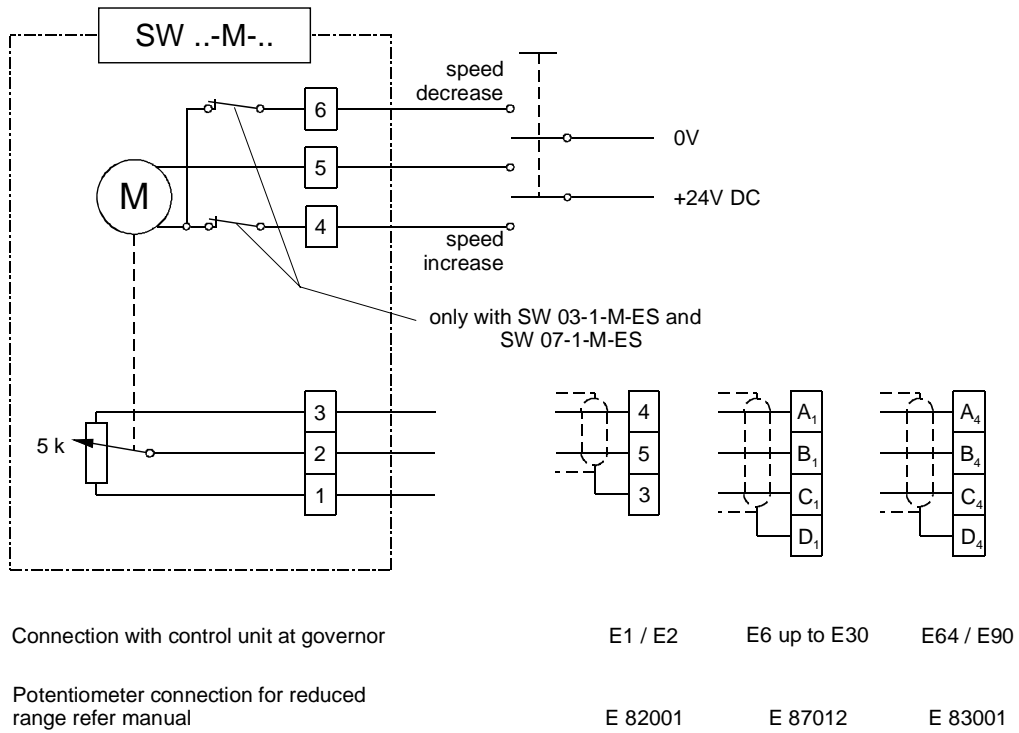 SW ..-M-..
speed
decrease
6
0V
5
M
+24V DC
4
speed
increase
only with SW 03-1-M-ES and
SW 07-1-M-ES
5 k
3
2
1
4
5
3
A₁
B₁
C₁
D₁
A₄
B₄
C₄
D₄
Connection with control unit at governor
E1 / E2
E6 up to E30
E64 / E90
Potentiometer connection for reduced
range refer manual
E 82001
E 87012
E 83001